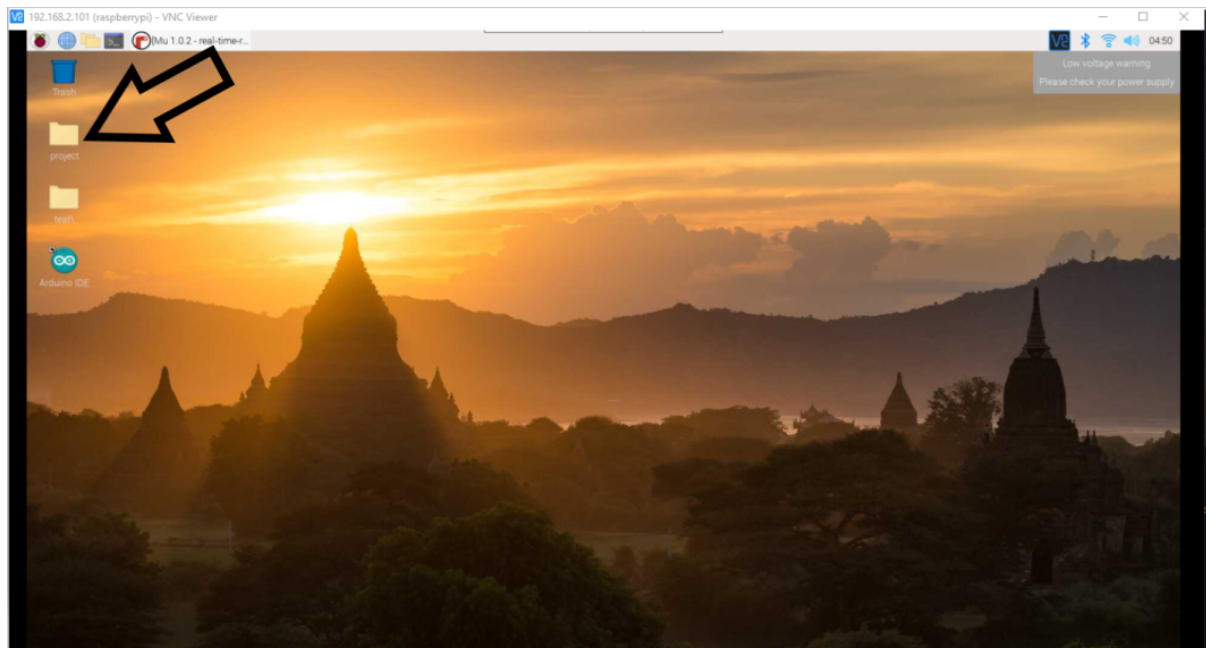 192.168.2.101 (raspberrypi) - VNC Viewer
[Mu 1.0.2 - real-time-r...
04:50
Low voltage warning
Please check your power supply
Trash
project
Arduino IDE